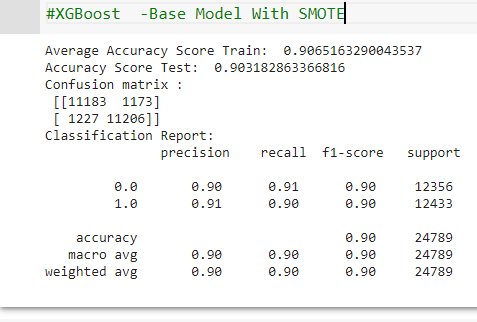 #XGBoost  -Base Model With SMOTE
Average Accuracy Score Train:  0.9065163290043537
Accuracy Score Test:  0.903182863366816
Confusion matrix :
 [[11183  1173]
 [ 1227 11206]]
Classification Report:
              precision    recall  f1-score   support

         0.0       0.90      0.91      0.90     12356
         1.0       0.91      0.90      0.90     12433

    accuracy                           0.90     24789
   macro avg       0.90      0.90      0.90     24789
weighted avg       0.90      0.90      0.90     24789